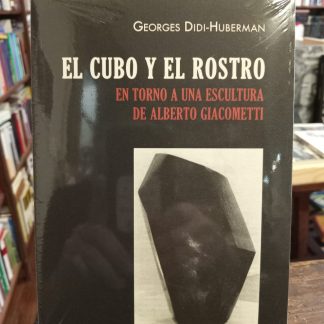 GEORGES DIDI-HUBERMAN
EL CUBO Y EL ROSTRO
EN TORNO A UNA ESCULTURA
DE ALBERTO GIACOMETTI